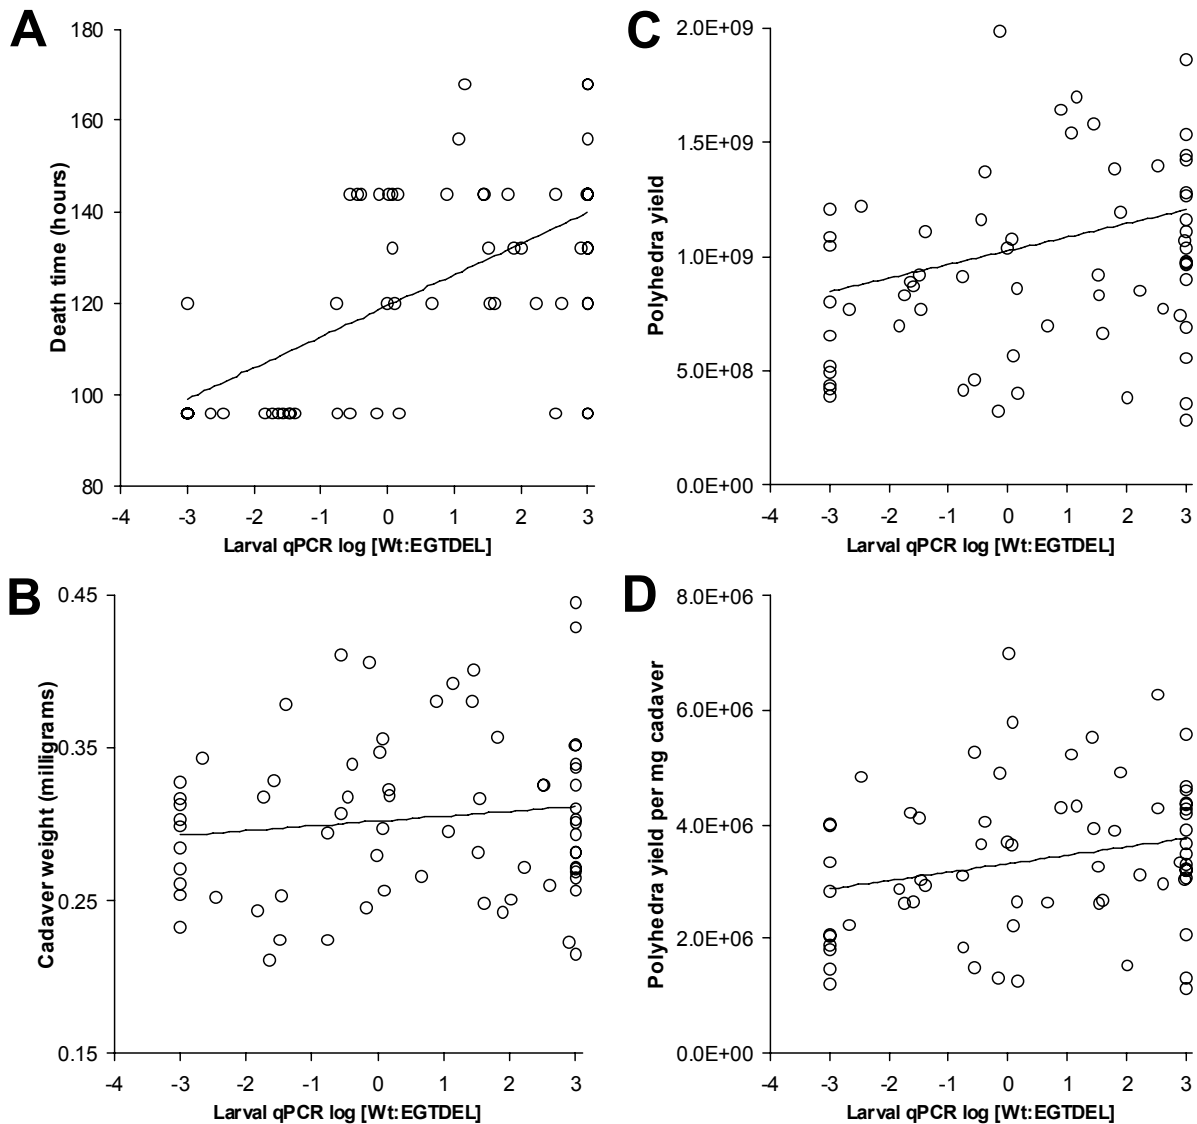 A
180
160
140
120
100
80
Death time (hours)
-4 -3 -2 -1 0 1 2 3
Larval qPCR log [Wt:EGTDEL]
C
2.0E+09
1.5E+09
1.0E+09
5.0E+08
0.0E+00
Polyhedra yield
-4 -3 -2 -1 0 1 2 3
Larval qPCR log [Wt:EGTDEL]
B
0.45
0.35
0.25
0.15
Cadaver weight (milligrams)
-4 -3 -2 -1 0 1 2 3
Larval qPCR log [Wt:EGTDEL]
D
8.0E+06
6.0E+06
4.0E+06
2.0E+06
0.0E+00
Polyhedra yield per mg cadaver
-4 -3 -2 -1 0 1 2 3
Larval qPCR log [Wt:EGTDEL]